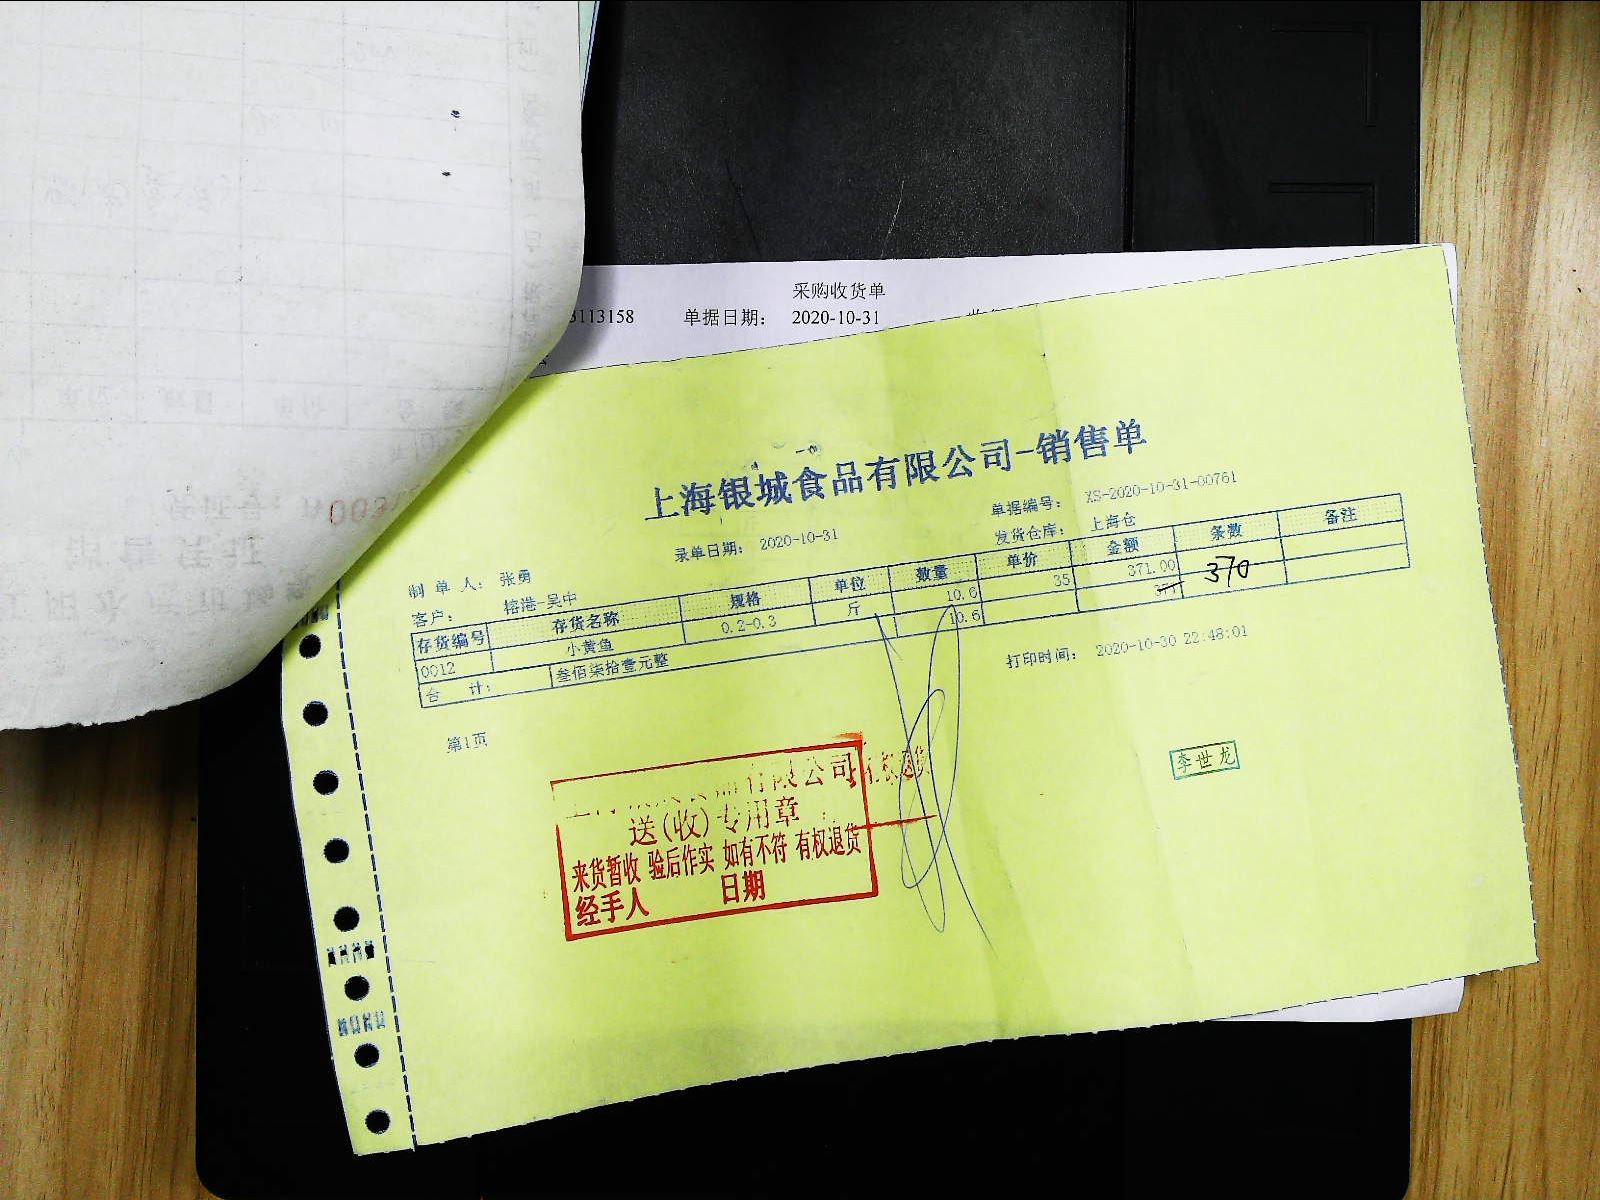 采购收货单
3113158 单据日期： 2020-10-31
上海银城食品有限公司-销售单
单据编号： XS-2020-10-31-00761
录单日期： 2020-10-31 发货仓库： 上海仓
制 单 人： 张勇
客户： 榕港-吴中
存货编号 存货名称 规格 单位 数量 单价 金额 条数 备注
0012 小黄鱼 0.2-0.3 斤 10.6 35 371.00 370
合 计： 叁佰柒拾壹元整 10.6 371
打印时间： 2020-10-30 22:48:01
第1页
李世龙
有限公司
送(收)专用章
来货暂收 验后作实 如有不符 有权退货
经手人 日期